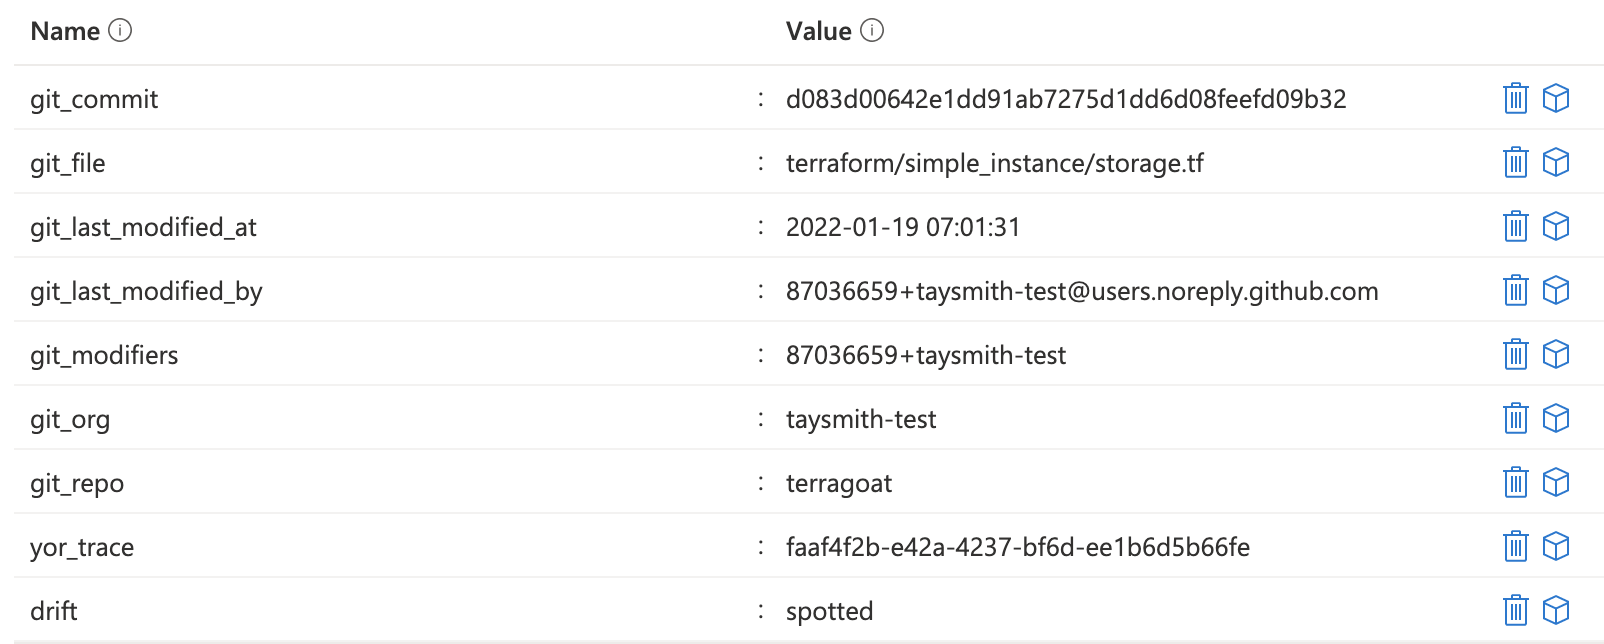 Name Value
git_commit : d083d00642e1dd91ab7275d1dd6d08feefd09b32
git_file : terraform/simple_instance/storage.tf
git_last_modified_at : 2022-01-19 07:01:31
git_last_modified_by : 87036659+taysmith-test@users.noreply.github.com
git_modifiers : 87036659+taysmith-test
git_org : taysmith-test
git_repo : terragoat
yor_trace : faaf4f2b-e42a-4237-bf6d-ee1b6d5b66fe
drift : spotted